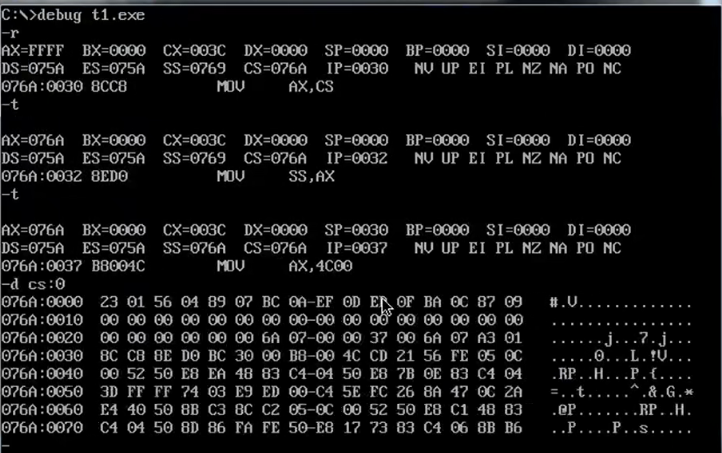 C:\>debug t1.exe
-r
AX=FFFF BX=0000 CX=003C DX=0000 SP=0000 BP=0000 SI=0000 DI=0000
DS=075A ES=075A SS=0769 CS=076A IP=0030 NV UP EI PL NZ NA PO NC
076A:0030 8CC8 MOV AX,CS
-t
AX=076A BX=0000 CX=003C DX=0000 SP=0000 BP=0000 SI=0000 DI=0000
DS=075A ES=075A SS=0769 CS=076A IP=0032 NV UP EI PL NZ NA PO NC
076A:0032 8ED0 MOV SS,AX
-t
AX=076A BX=0000 CX=003C DX=0000 SP=0030 BP=0000 SI=0000 DI=0000
DS=075A ES=075A SS=076A CS=076A IP=0037 NV UP EI PL NZ NA PO NC
076A:0037 B8004C MOV AX,4C00
-d cs:0
076A:0000 23 01 56 04 89 07 BC 0A-EF 0D 0F BA 0C 87 09 #.V.............
076A:0010 00 00 00 00 00 00 00 00-00 00 00 00 00 00 00 00 ................
076A:0020 00 00 00 00 00 00 6A 07-00 00 37 00 6A 07 A3 01 ......j...7.j...
076A:0030 8C C8 8E D0 BC 30 00 B8-00 4C CD 21 56 FE 05 0C .....0...L.!V...
076A:0040 00 52 50 E8 EA 48 83 C4-04 50 E8 7B 0E 83 C4 04 .RP..H...P.{....
076A:0050 3D FF FF 74 03 E9 ED 00-C4 5E FC 26 8A 47 0C 2A =..t.....^.&.G.*
076A:0060 E4 40 50 8B C3 8C C2 05-0C 00 52 50 E8 C1 48 83 .@P.......RP..H.
076A:0070 C4 04 50 8D 86 FA FE 50-E8 17 73 83 C4 06 8B B6 ..P....P..s.....
-